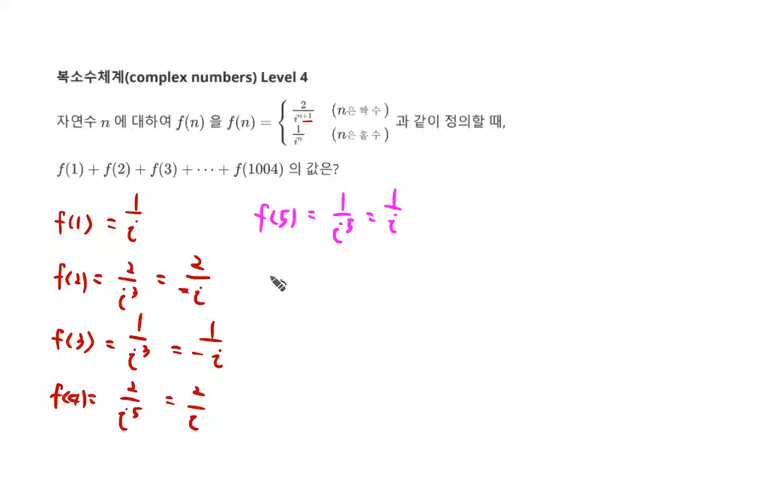 복소수체계(complex numbers) Level 4
자연수 n 에 대하여 f(n) 을 f(n) = { 2/i^{n+1} (n은 짝수) 1/i^n (n은 홀수) 과 같이 정의할 때,
f(1) + f(2) + f(3) + ⋯ + f(1004) 의 값은?
f(1) = 1/i
f(2) = 2/i^3 = 2/-i
f(3) = 1/i^3 = 1/-i
f(4) = 2/i^5 = 2/i
f(5) = 1/i^5 = 1/i